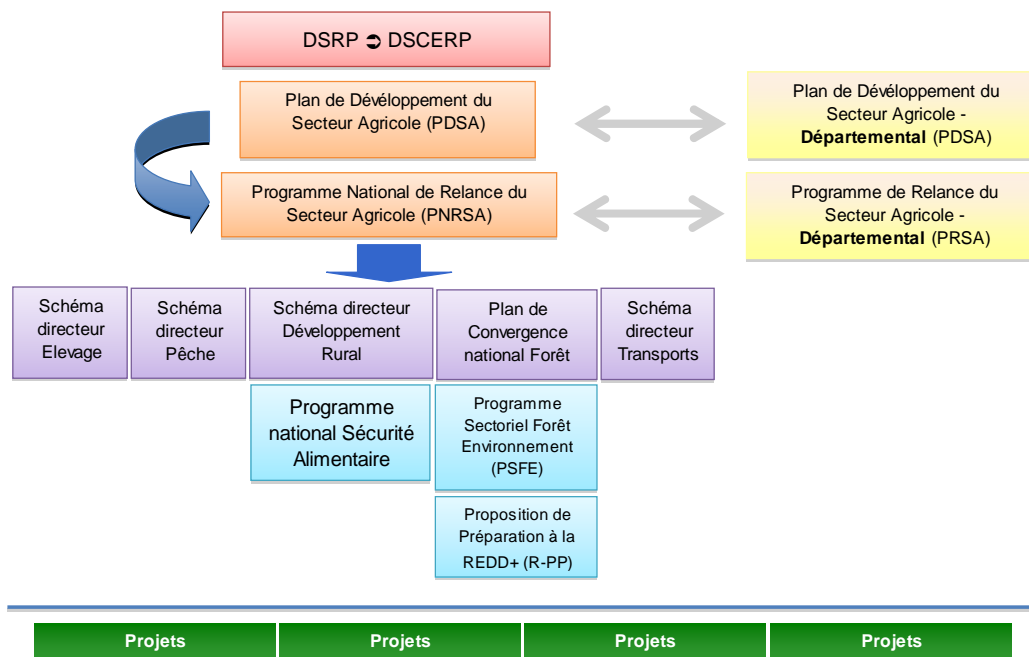 DSRP ➲ DSCERP
Plan de Dévéloppement du
Secteur Agricole (PDSA)
Plan de Dévéloppement du
Secteur Agricole -
Départemental (PDSA)
Programme National de Relance du
Secteur Agricole (PNRSA)
Programme de Relance du
Secteur Agricole -
Départemental (PRSA)
Schéma
directeur
Elevage
Schéma
directeur
Pêche
Schéma directeur
Développement
Rural
Plan de
Convergence
national Forêt
Schéma
directeur
Transports
Programme
national Sécurité
Alimentaire
Programme
Sectoriel Forêt
Environnement
(PSFE)
Proposition de
Préparation à la
REDD+ (R-PP)
Projets
Projets
Projets
Projets